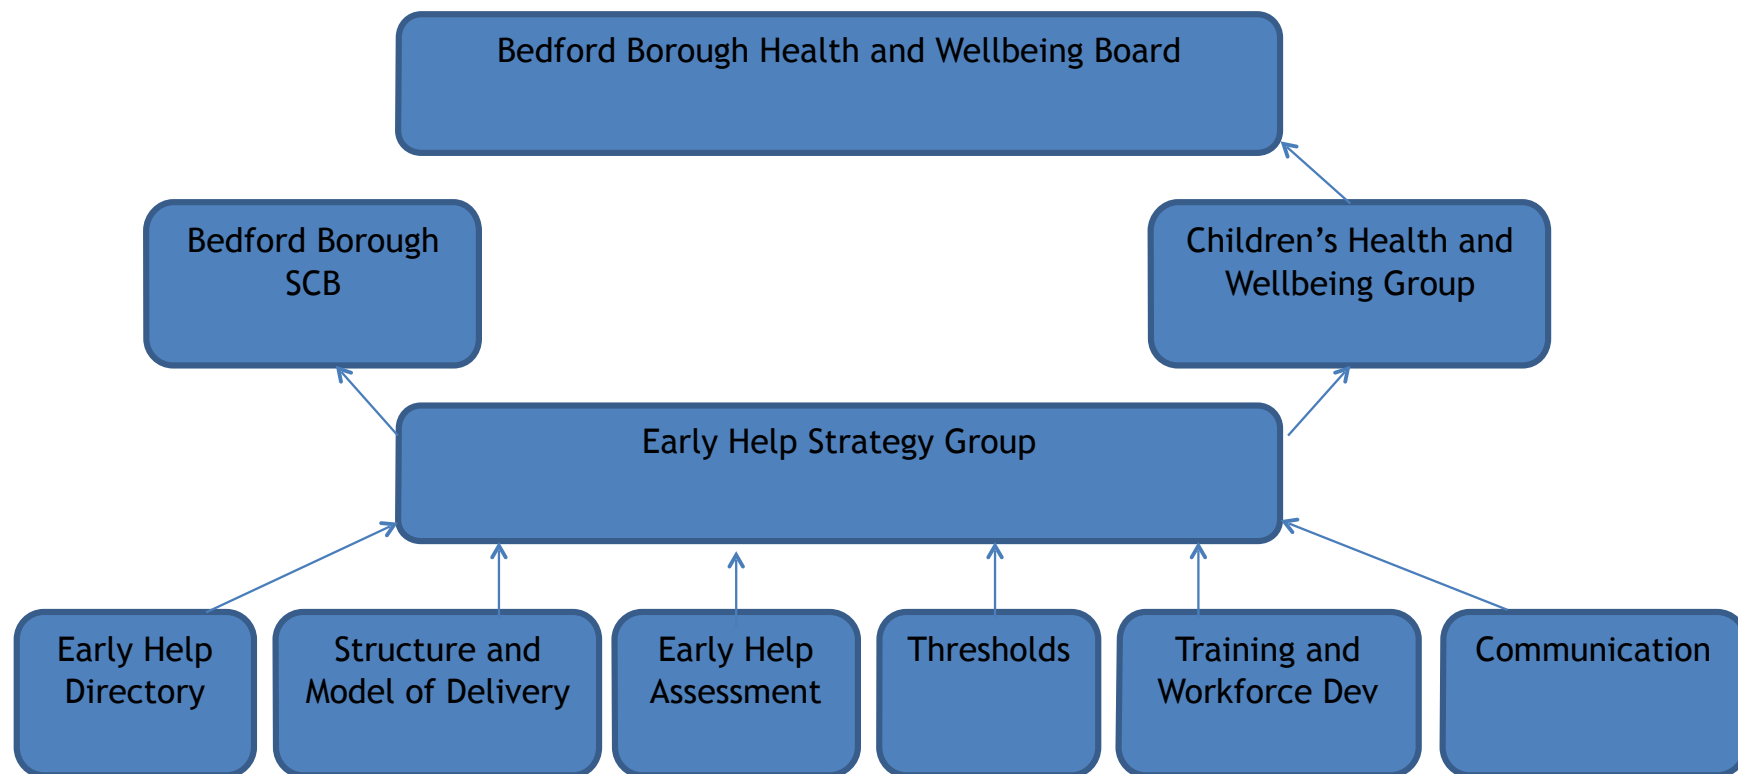 Bedford Borough Health and Wellbeing Board
Bedford Borough
SCB
Children’s Health and
Wellbeing Group
Early Help Strategy Group
Early Help
Directory
Structure and
Model of Delivery
Early Help
Assessment
Thresholds
Training and
Workforce Dev
Communication